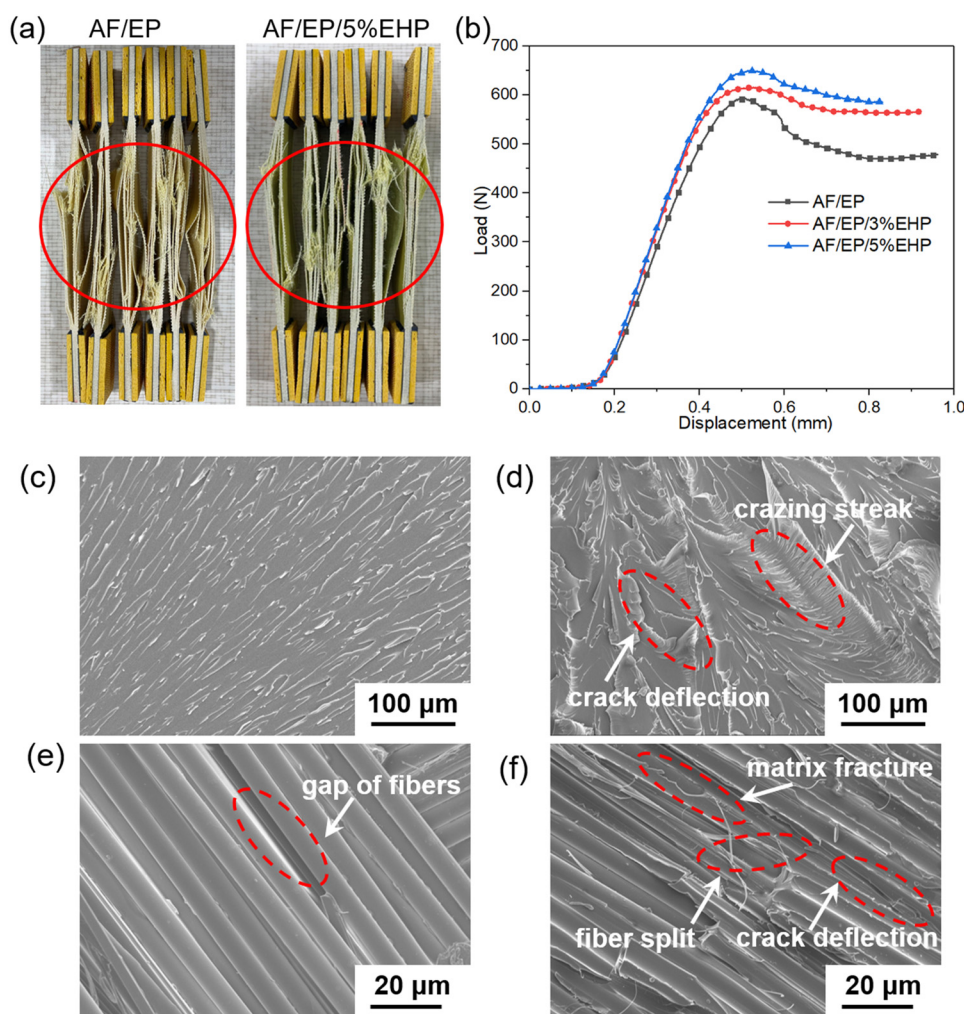 (a) AF/EP AF/EP/5%EHP
(b)
700
600
500
400
300
200
100
0
Load (N)
AF/EP
AF/EP/3%EHP
AF/EP/5%EHP
0.0 0.2 0.4 0.6 0.8 1.0
Displacement (mm)
(c)
100 µm
(d)
crazing streak
crack deflection
100 µm
(e)
gap of fibers
20 µm
(f)
matrix fracture
fiber split crack deflection
20 µm